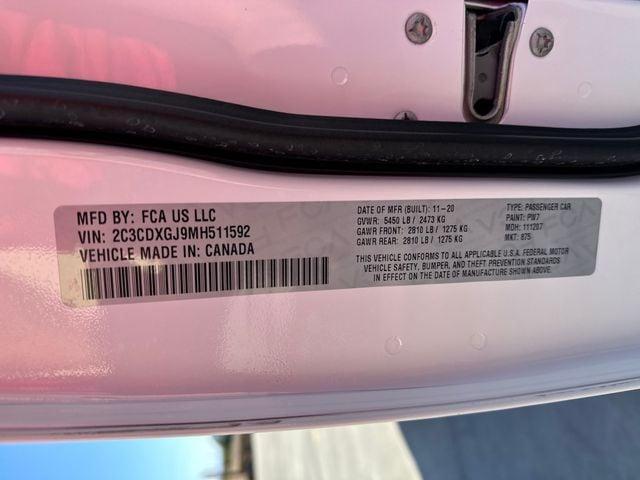 MFD BY: FCA US LLC
VIN: 2C3CDXGJ9MH511592
VEHICLE MADE IN: CANADA
DATE OF MFR (BUILT): 11-20
GVWR: 5450 LB / 2473 KG
GAWR FRONT: 2810 LB / 1275 KG
GAWR REAR: 2810 LB / 1275 KG
TYPE: PASSENGER CAR
PAINT: PW7
MDH: 111207
MKT: 875
THIS VEHICLE CONFORMS TO ALL APPLICABLE U.S.A. FEDERAL MOTOR
VEHICLE SAFETY, BUMPER, AND THEFT PREVENTION STANDARDS
IN EFFECT ON THE DATE OF MANUFACTURE SHOWN ABOVE.